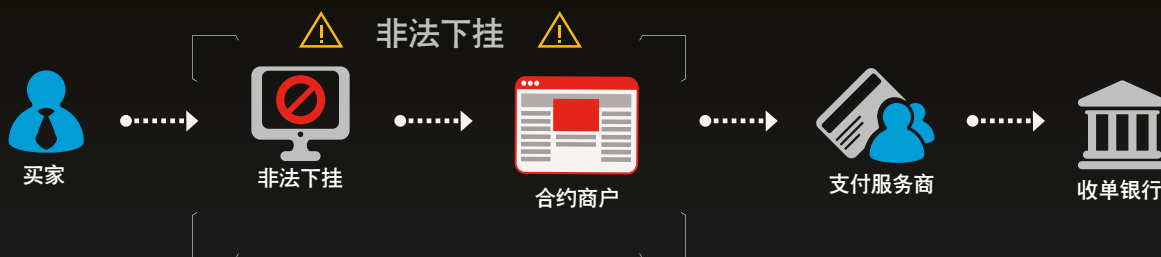 非法下挂
买家
非法下挂
合约商户
支付服务商
收单银行